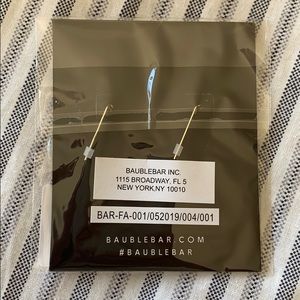 BAUBLEBAR INC.
1115 BROADWAY. FL 5
NEW YORK,NY 10010
BAR-FA-001/052019/004/001
BAUBLEBAR.COM
#BAUBLEBAR